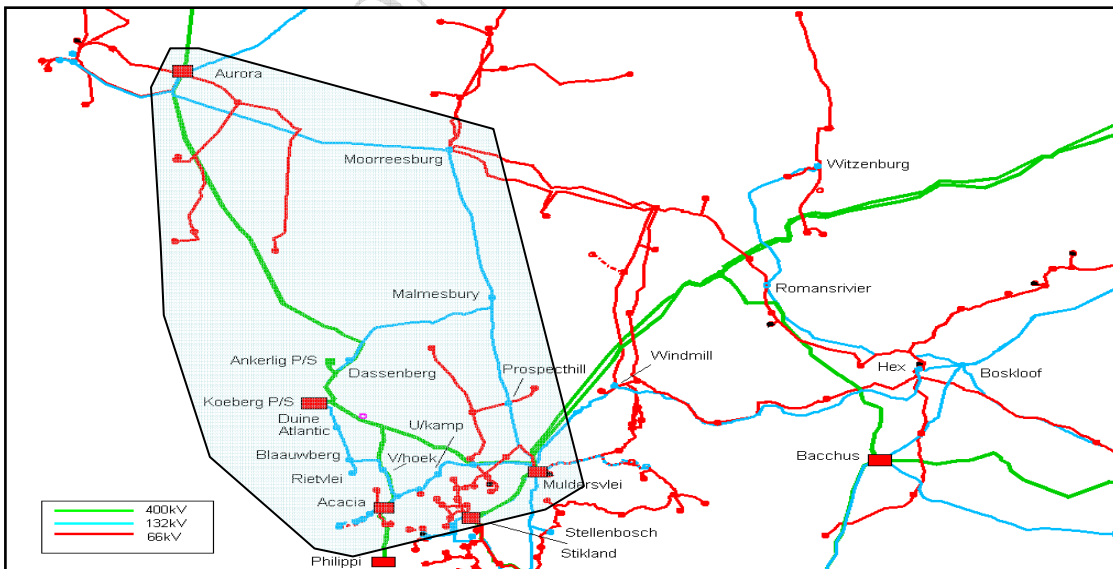 Aurora
Moorreesburg
Witzenburg
Malmesbury
Romansrivier
Ankerlig P/S
Dassenberg
Prospecthill
Windmill
Hex
Boskloof
Koeberg P/S
Duine
Atlantic
U/kamp
Blaauwberg
V/hoek
Bacchus
Rietvlei
Muldersvlei
Acacia
Stellenbosch
Stikland
Philippi
400kV
132kV
66kV